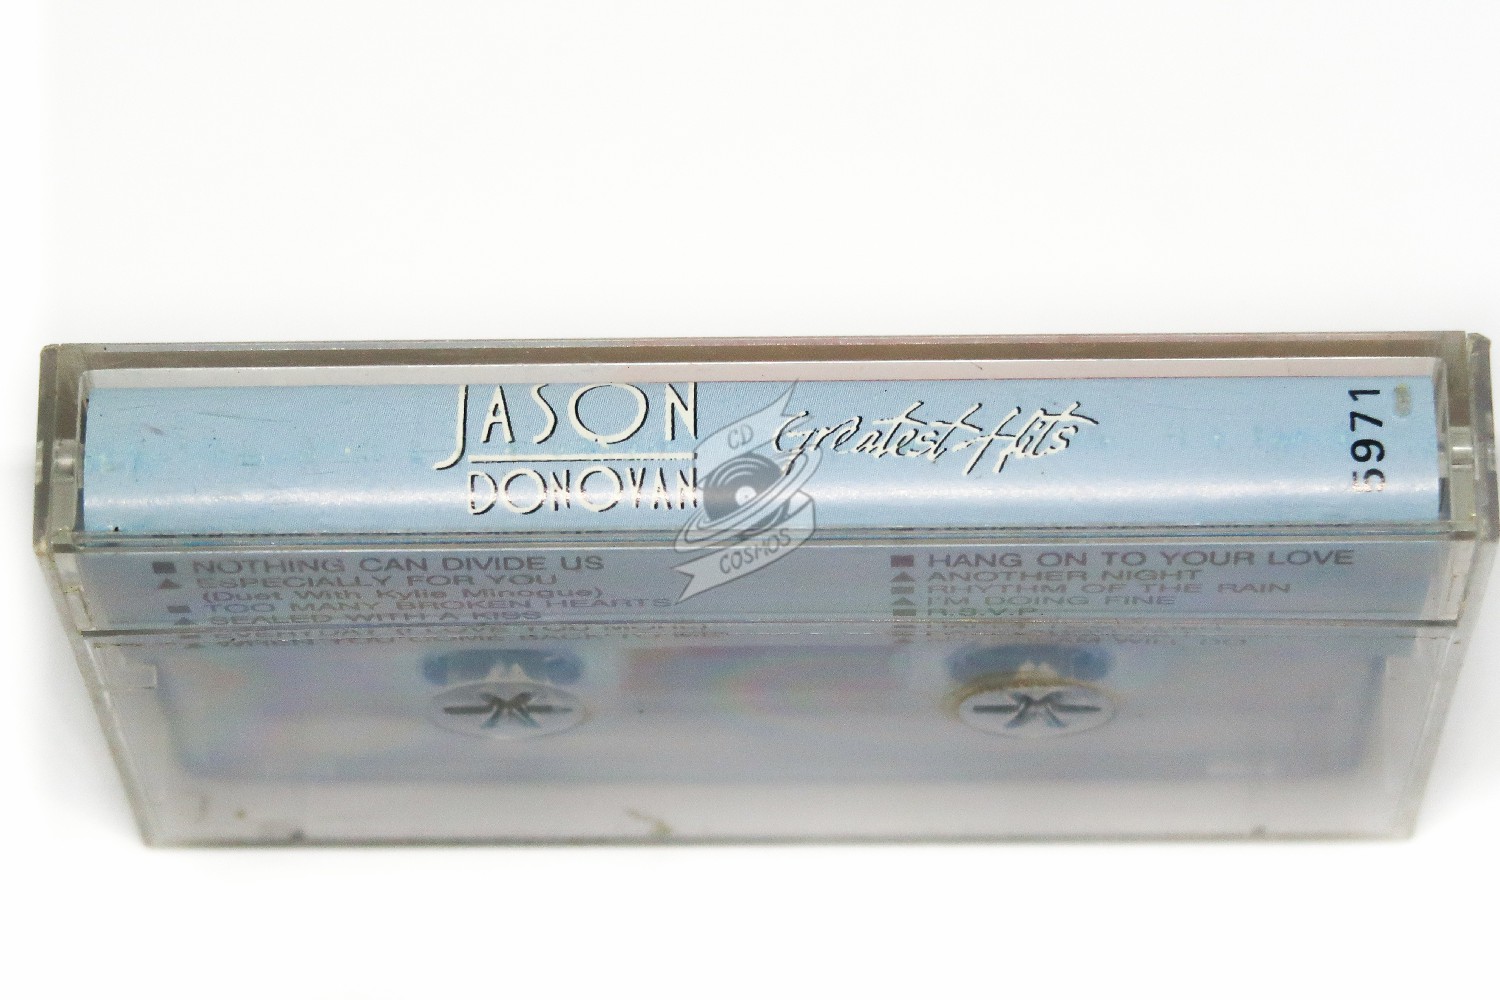 JASON
DONOVAN
Greatest Hits
5971
CD
COSMOS
NOTHING CAN DIVIDE US
ESPECIALLY FOR YOU
(Duet With Kylie Minogue)
TOO MANY BROKEN HEARTS
SEALED WITH A KISS
HANG ON TO YOUR LOVE
ANOTHER NIGHT
RHYTHM OF THE RAIN
I'M DOING FINE
R.S.V.P.